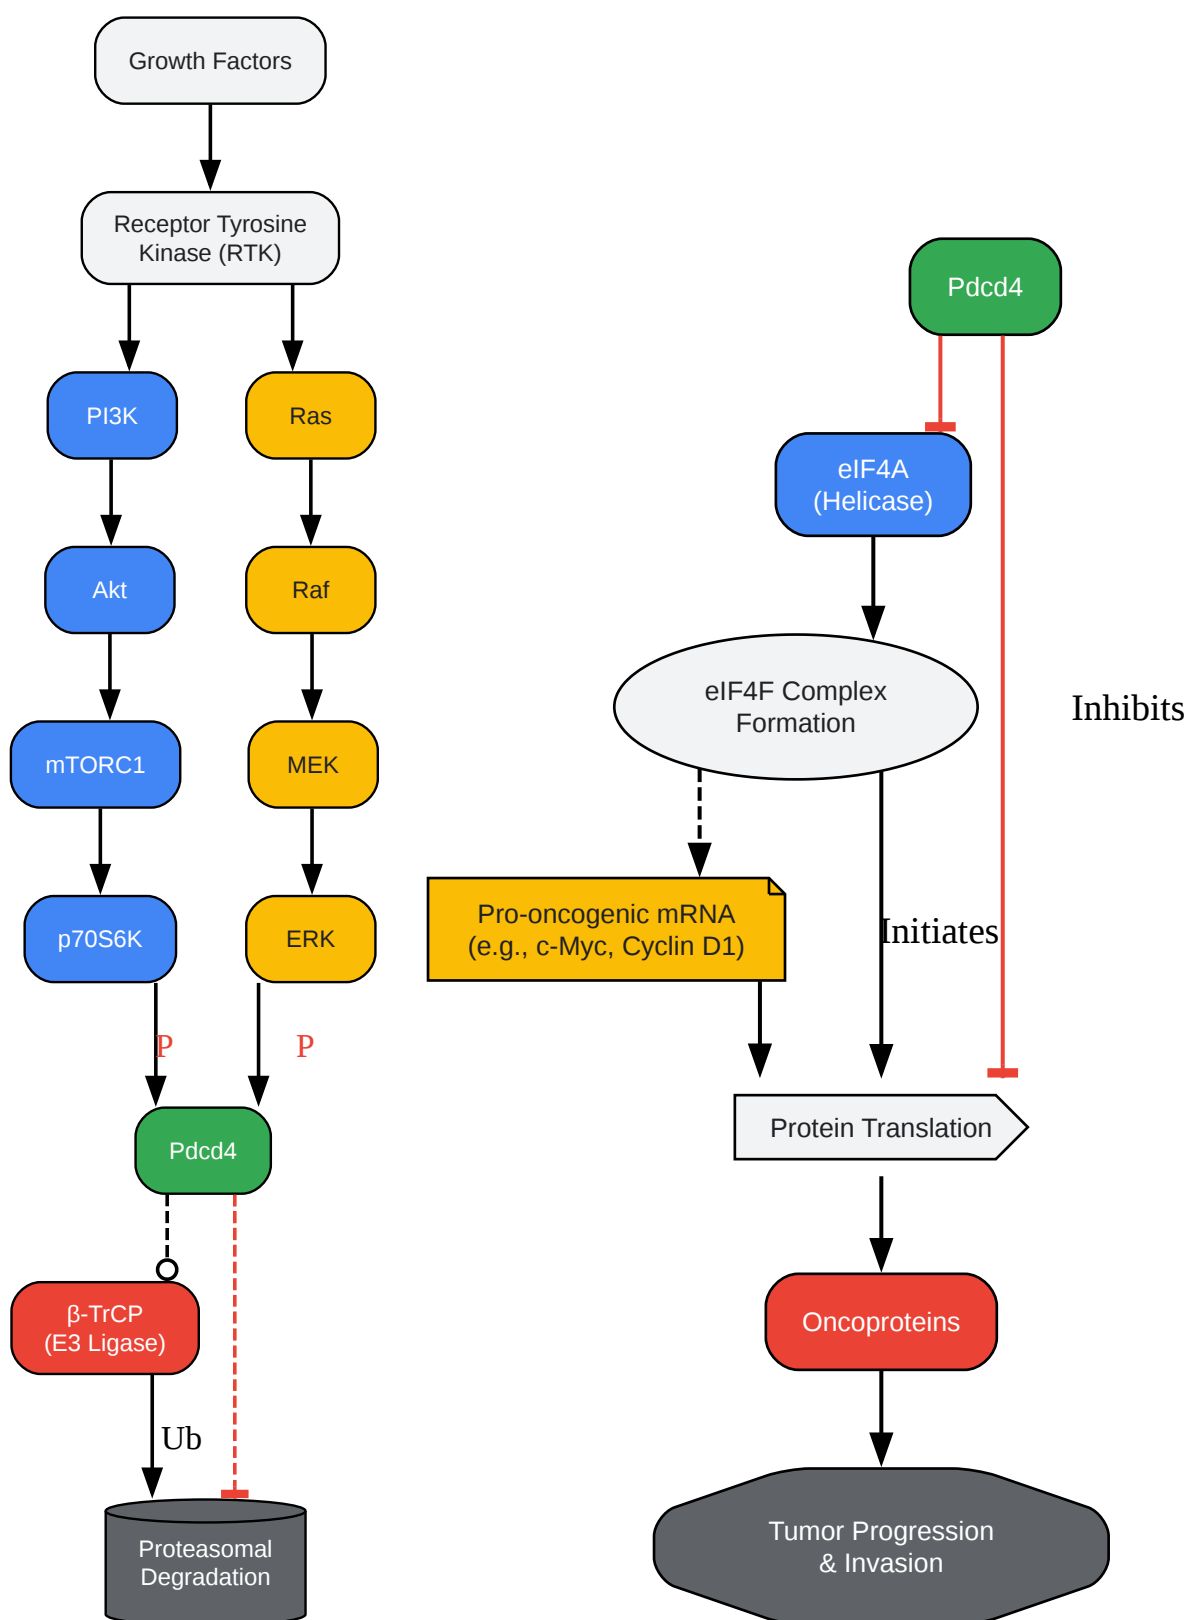 Growth Factors
Receptor Tyrosine
Kinase (RTK)
PI3K
Ras
Akt
Raf
mTORC1
MEK
p70S6K
ERK
P
P
Pdcd4
β-TrCP
(E3 Ligase)
Ub
Proteasomal
Degradation
Pdcd4
eIF4A
(Helicase)
eIF4F Complex
Formation
Inhibits
Pro-oncogenic mRNA
(e.g., c-Myc, Cyclin D1)
Initiates
Protein Translation
Oncoproteins
Tumor Progression
& Invasion